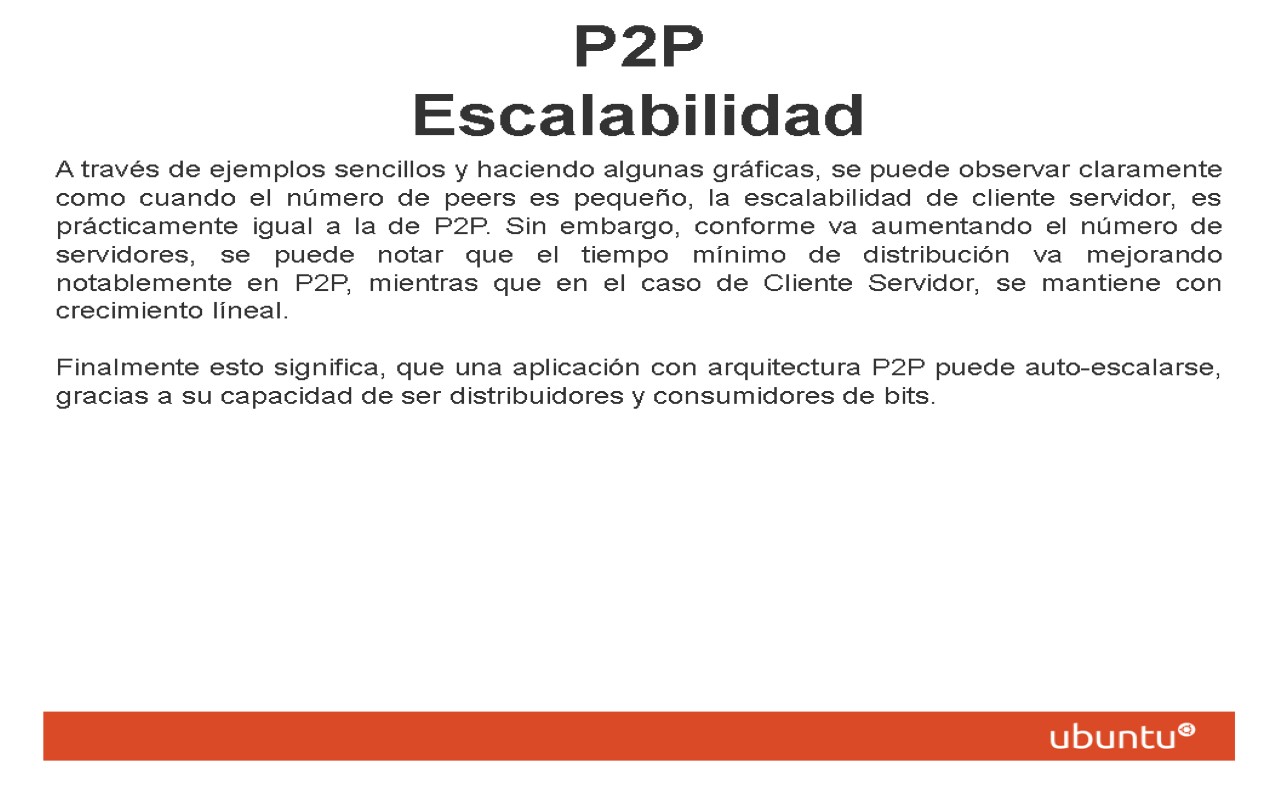 P2P
Escalabilidad
A través de ejemplos sencillos y haciendo algunas gráficas, se puede observar claramente
como cuando el número de peers es pequeño, la escalabilidad de cliente servidor, es
prácticamente igual a la de P2P. Sin embargo, conforme va aumentando el número de
servidores, se puede notar que el tiempo mínimo de distribución va mejorando
notablemente en P2P, mientras que en el caso de Cliente Servidor, se mantiene con
crecimiento líneal.
Finalmente esto significa, que una aplicación con arquitectura P2P puede auto-escalarse,
gracias a su capacidad de ser distribuidores y consumidores de bits.
ubuntu